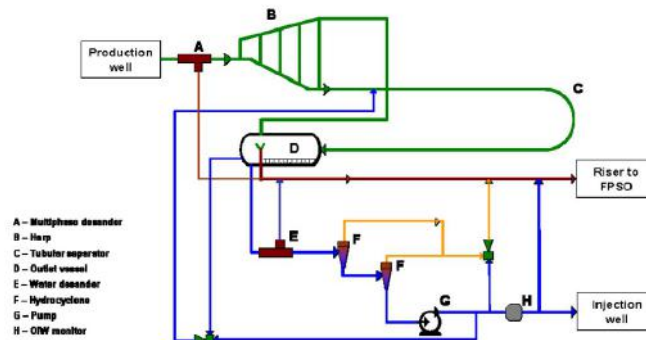 B
A
Production
well
C
D
Riser to
FPSO
A – Multiphase desander
B – Harp
C – Tubular separator
D – Outlet vessel
E – Water desander
F – Hydrocyclone
G – Pump
H – OIW monitor
E
F
F
G
H
Injection
well